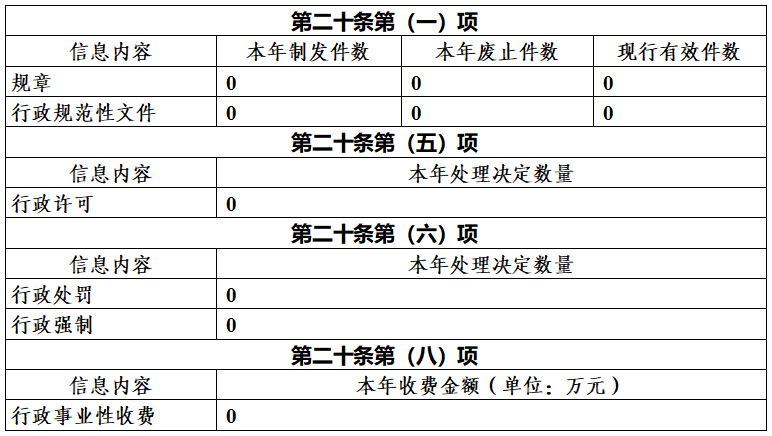 第二十条第（一）项
信息内容 本年制发件数 本年废止件数 现行有效件数
规章 0 0 0
行政规范性文件 0 0 0
第二十条第（五）项
信息内容 本年处理决定数量
行政许可 0
第二十条第（六）项
信息内容 本年处理决定数量
行政处罚 0
行政强制 0
第二十条第（八）项
信息内容 本年收费金额（单位：万元）
行政事业性收费 0